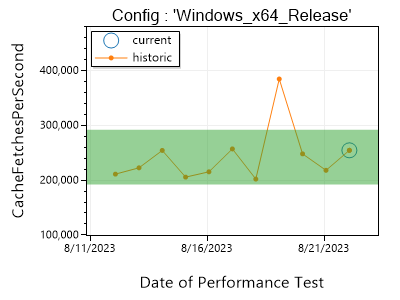 Config : 'Windows_x64_Release'
current
historic
CacheFetchesPerSecond
400,000
300,000
200,000
100,000
8/11/2023
8/16/2023
8/21/2023
Date of Performance Test